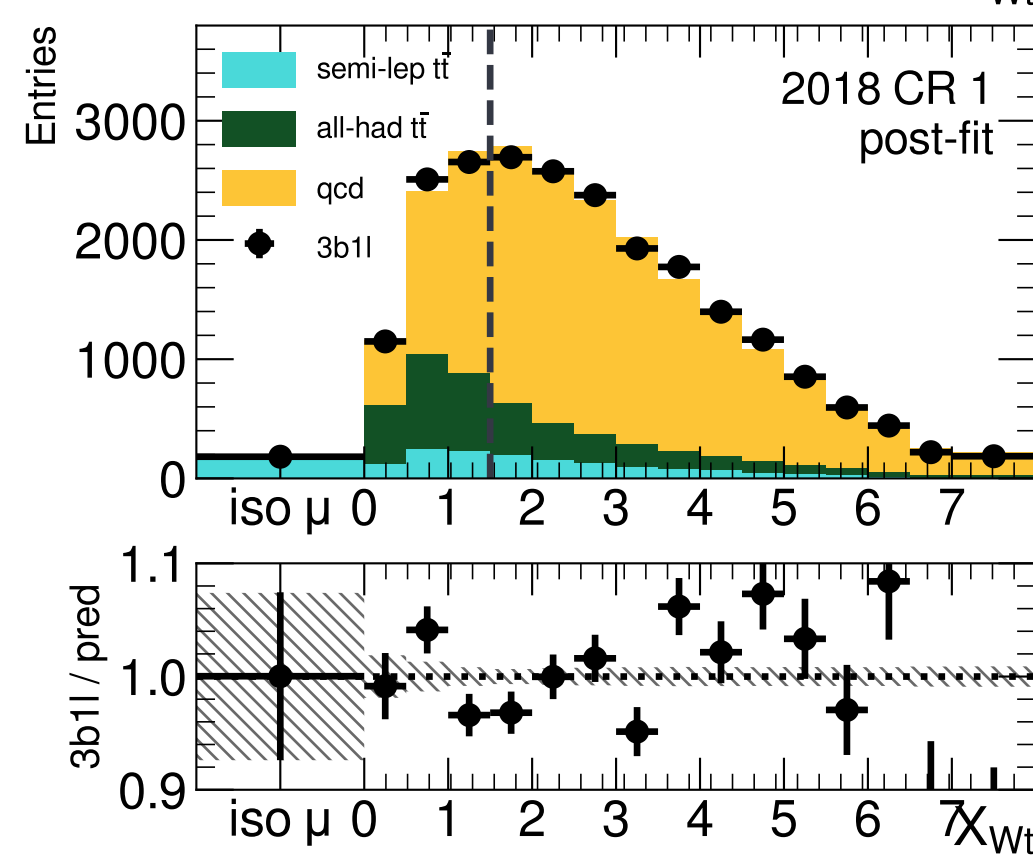 Wt
Entries
3000
2000
1000
0
semi-lep tt̄
all-had tt̄
qcd
3b1l
2018 CR 1
post-fit
iso μ 0 1 2 3 4 5 6 7
3b1l / pred
1.1
1.0
0.9
iso μ 0 1 2 3 4 5 6 7
X_Wt